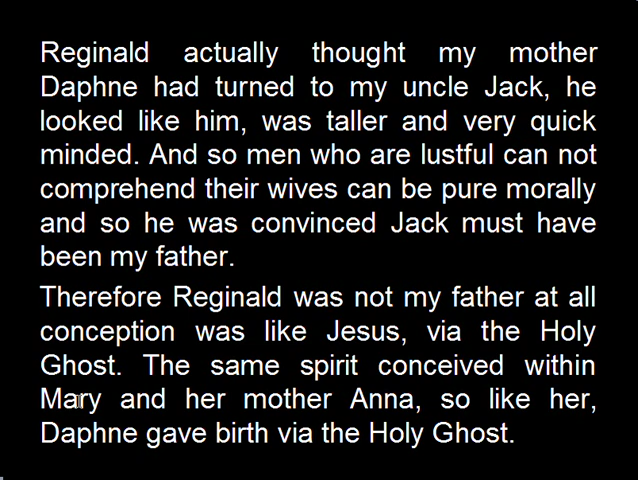 Reginald actually thought my mother
Daphne had turned to my uncle Jack, he
looked like him, was taller and very quick
minded. And so men who are lustful can not
comprehend their wives can be pure morally
and so he was convinced Jack must have
been my father.
Therefore Reginald was not my father at all
conception was like Jesus, via the Holy
Ghost. The same spirit conceived within
Mary and her mother Anna, so like her,
Daphne gave birth via the Holy Ghost.